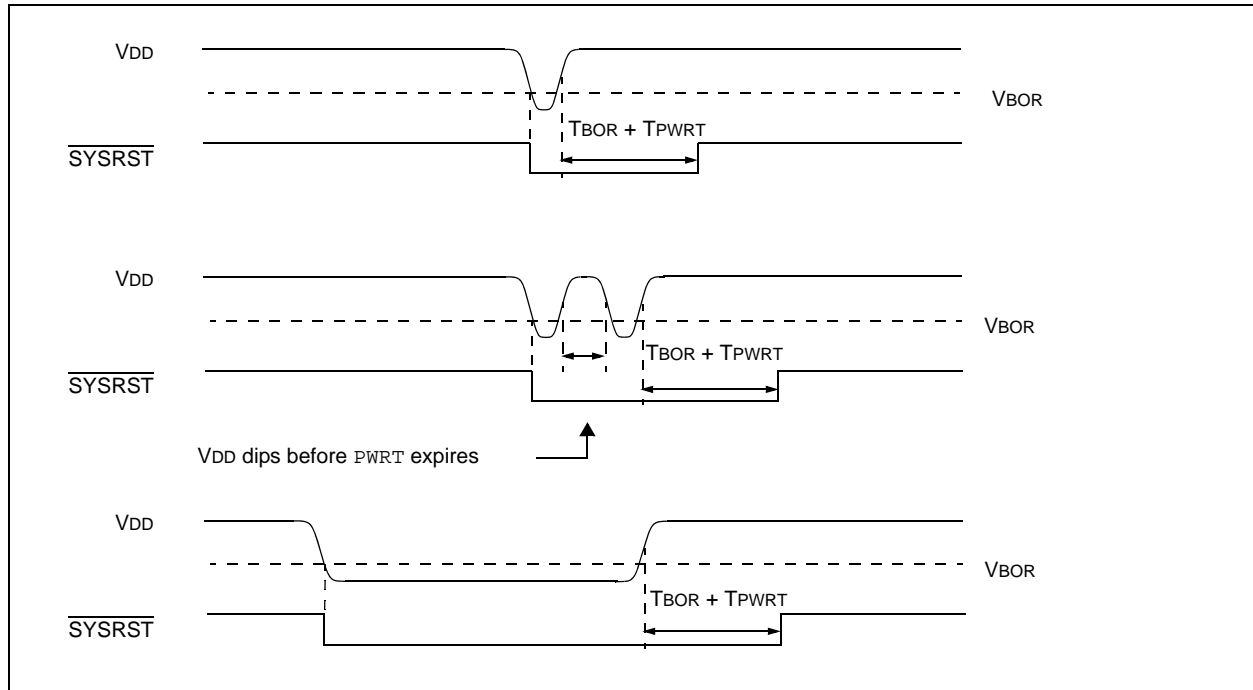 VDD
VBOR
TBOR + TPWRT
SYSRST
VDD
VBOR
TBOR + TPWRT
SYSRST
VDD dips before PWRT expires
VDD
VBOR
TBOR + TPWRT
SYSRST